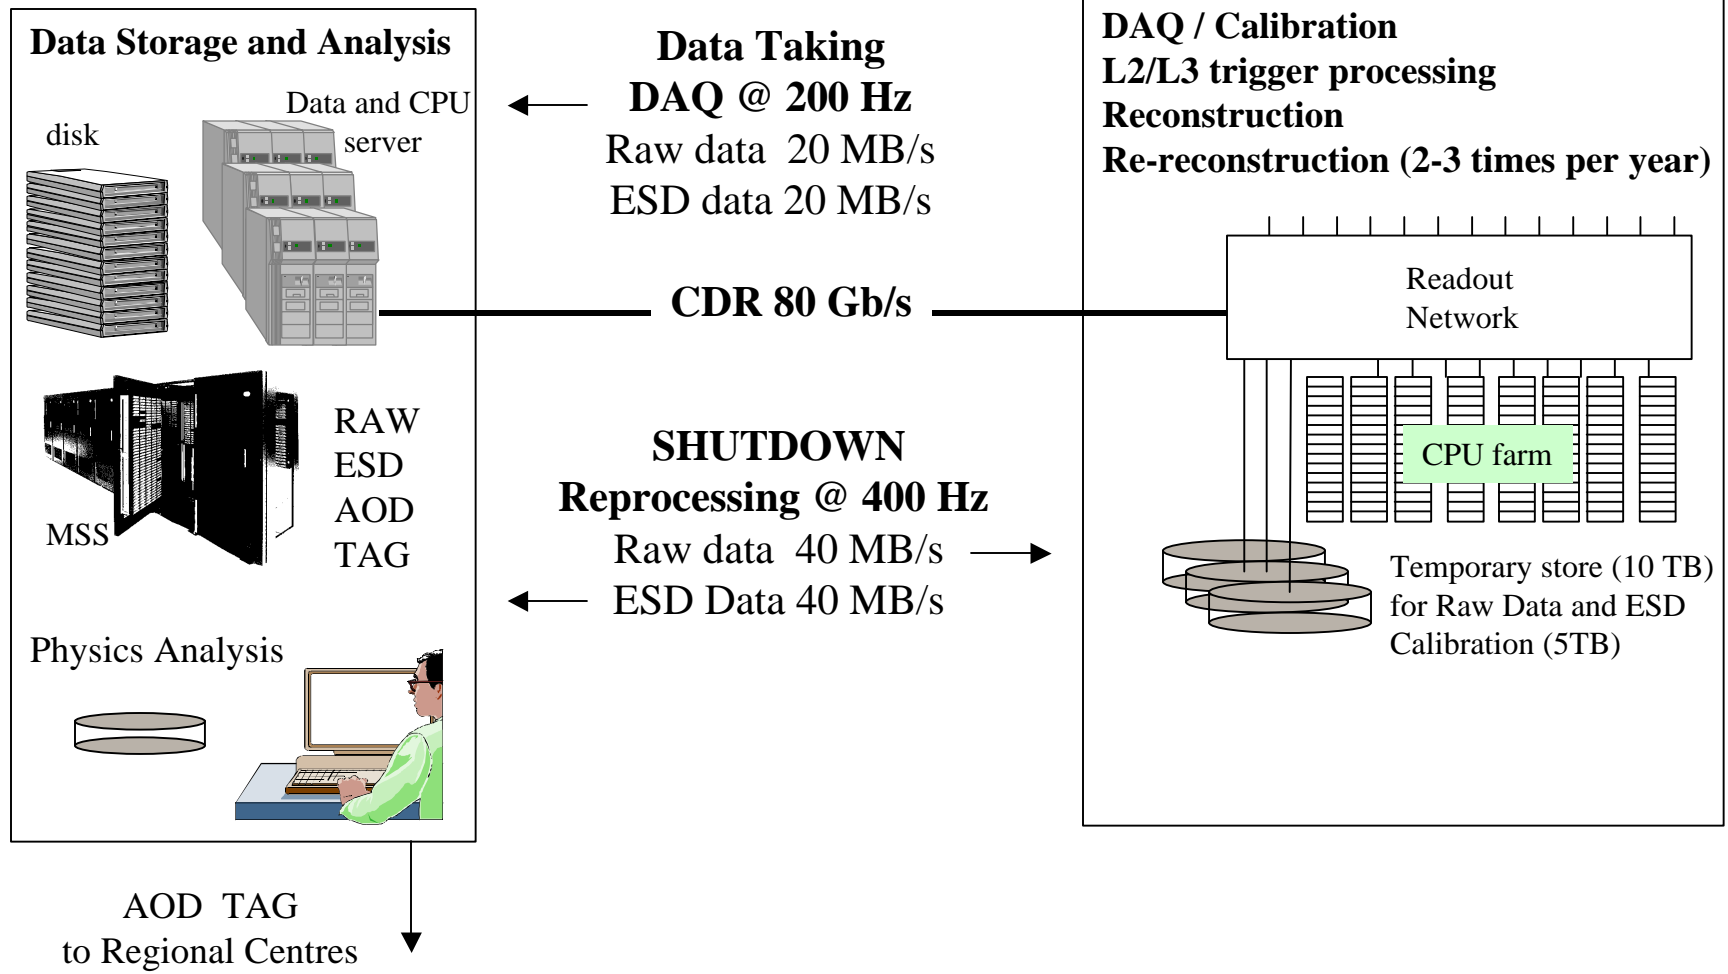 Data Storage and Analysis
Data and CPU
server
disk
RAW
ESD
AOD
TAG
MSS
Physics Analysis
AOD TAG
to Regional Centres
Data Taking
DAQ @ 200 Hz
Raw data 20 MB/s
ESD data 20 MB/s
CDR 80 Gb/s
SHUTDOWN
Reprocessing @ 400 Hz
Raw data 40 MB/s
ESD Data 40 MB/s
DAQ / Calibration
L2/L3 trigger processing
Reconstruction
Re-reconstruction (2-3 times per year)
Readout
Network
CPU farm
Temporary store (10 TB)
for Raw Data and ESD
Calibration (5TB)